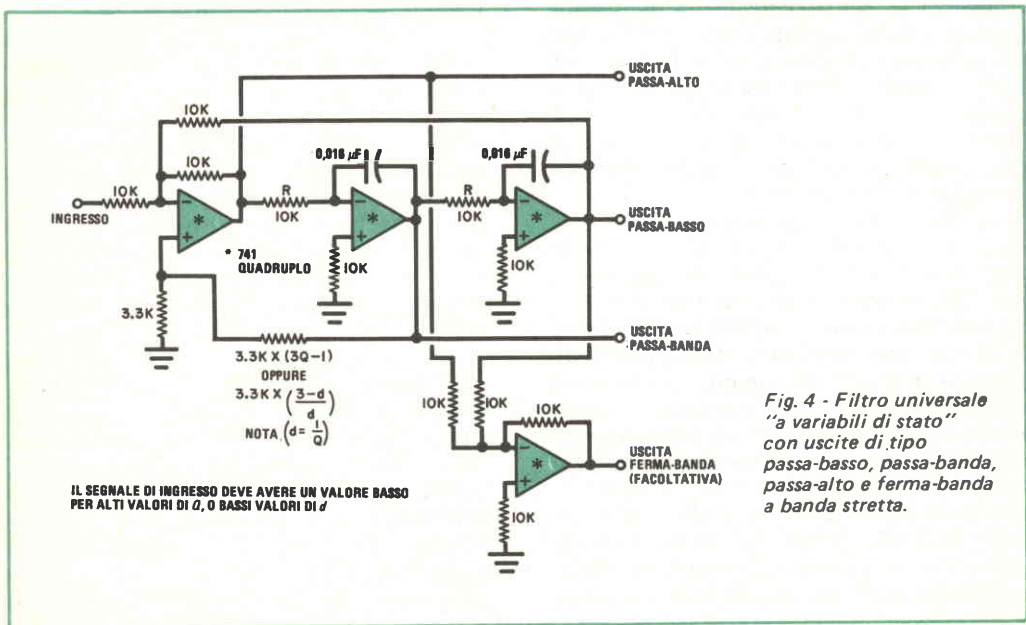 USCITA
PASSA-ALTO
10K
10K
0,016 µF
0,016 µF
10K
R
10K
R
10K
INGRESSO
−
+
*
−
+
*
−
+
*
USCITA
PASSA-BASSO
* 741
QUADRUPLO
10K
10K
3.3K
USCITA
PASSA-BANDA
3.3K X (3Q−1)
OPPURE
3.3K X (3−d / d)
NOTA (d = 1/Q)
10K
10K
10K
−
+
*
USCITA
FERMA-BANDA
(FACOLTATIVA)
10K
IL SEGNALE DI INGRESSO DEVE AVERE UN VALORE BASSO
PER ALTI VALORI DI Q, O BASSI VALORI DI d
Fig. 4 - Filtro universale
"a variabili di stato"
con uscite di tipo
passa-basso, passa-banda,
passa-alto e ferma-banda
a banda stretta.